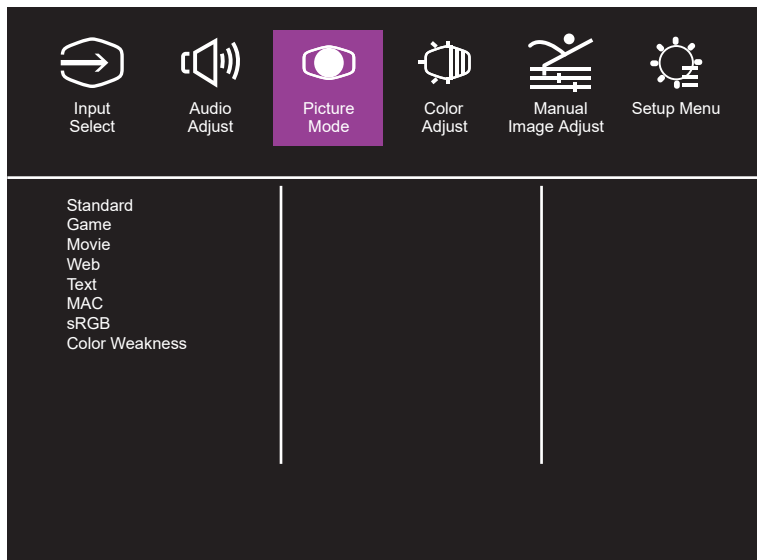 Input
Select
Audio
Adjust
Picture
Mode
Color
Adjust
Manual
Image Adjust
Setup Menu
Standard
Game
Movie
Web
Text
MAC
sRGB
Color Weakness